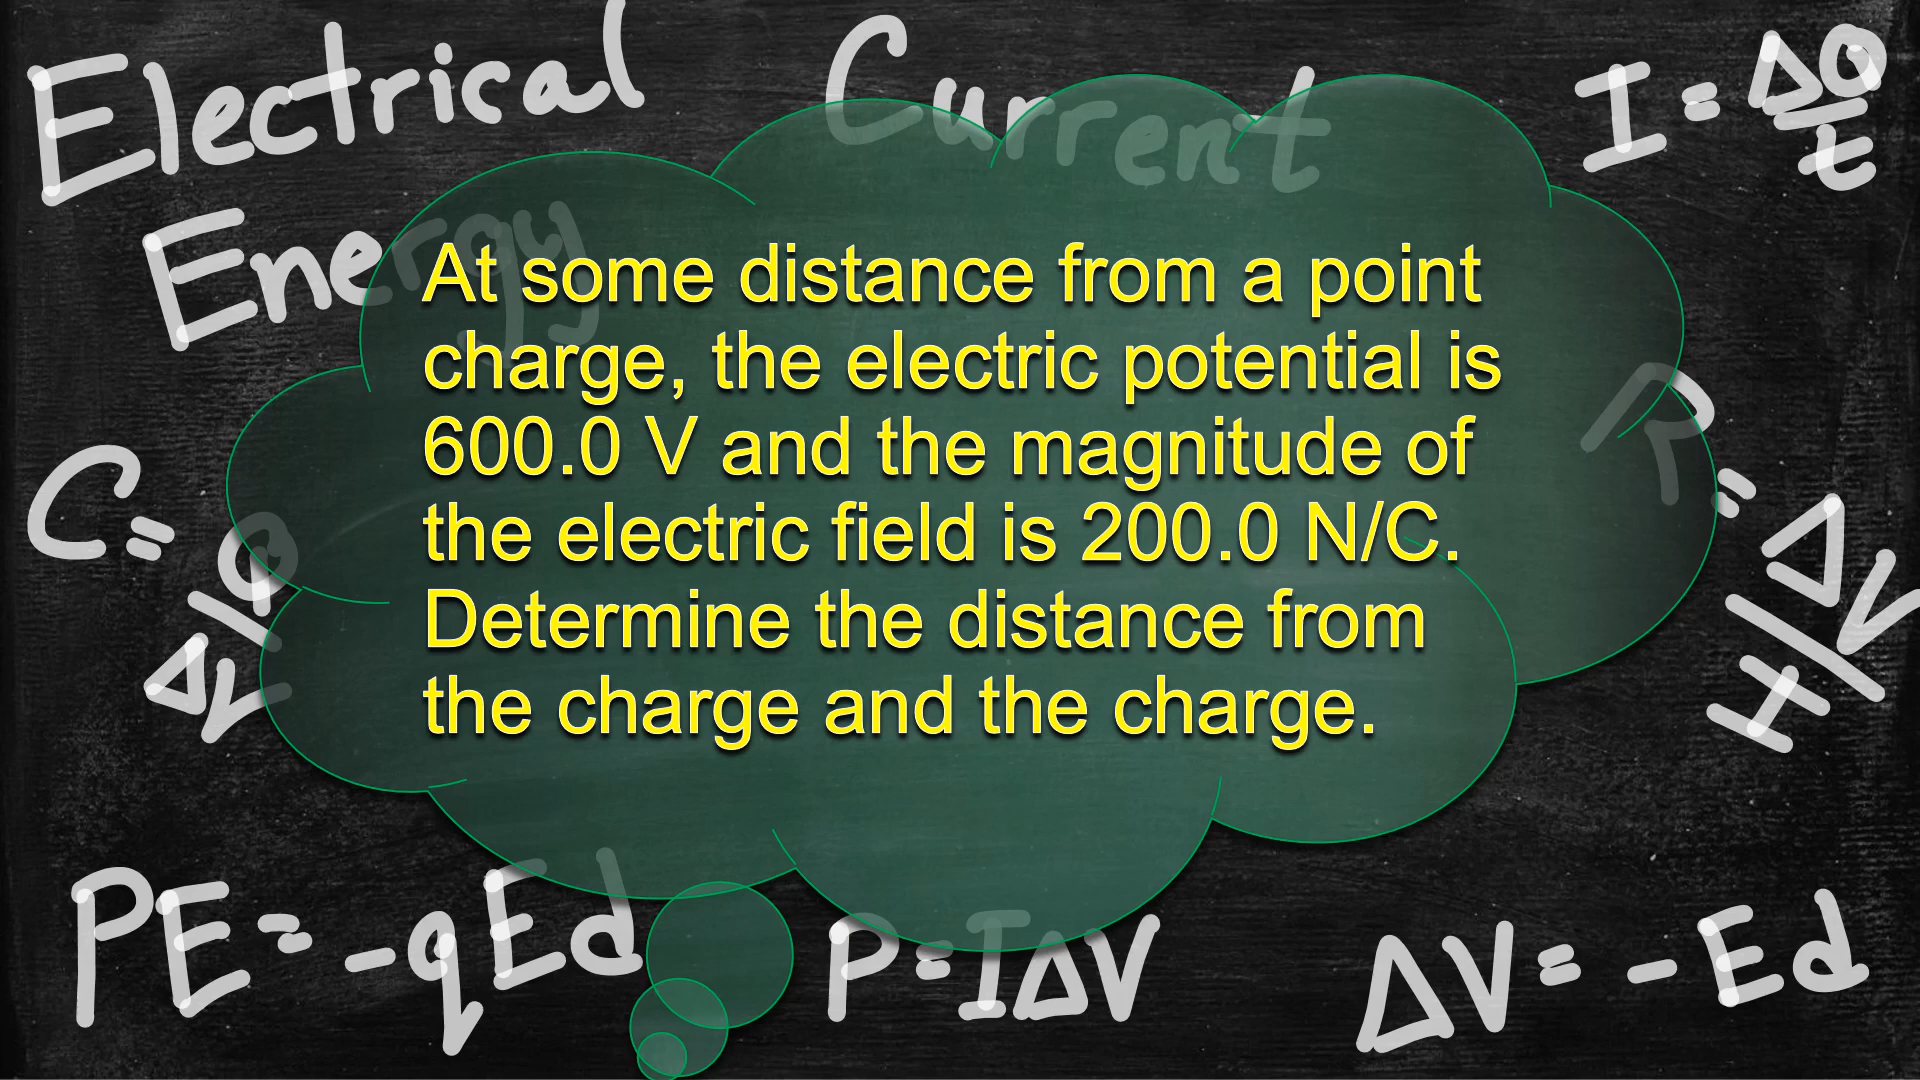 Electrical Current I = ΔQ/t
Energy
At some distance from a point
charge, the electric potential is
600.0 V and the magnitude of
the electric field is 200.0 N/C.
Determine the distance from
the charge and the charge.
C = Q/ΔV
R = ΔV/I
PE = -qEd
P = IΔV
ΔV = -Ed